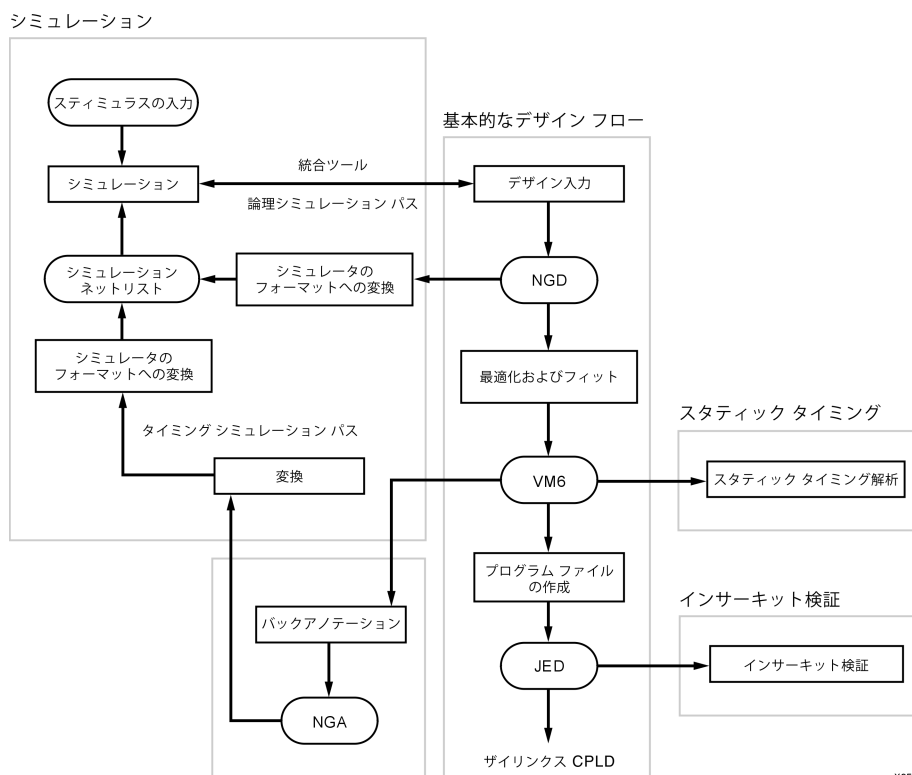 シミュレーション
スティミュラスの入力
シミュレーション
統合ツール
論理シミュレーション パス
シミュレーション
ネットリスト
シミュレータの
フォーマットへの変換
シミュレータの
フォーマットへの変換
タイミング シミュレーション パス
変換
バックアノテーション
NGA
基本的なデザイン フロー
デザイン入力
NGD
最適化およびフィット
VM6
プログラム ファイル
の作成
JED
ザイリンクス CPLD
スタティック タイミング
スタティック タイミング解析
インサーキット検証
インサーキット検証